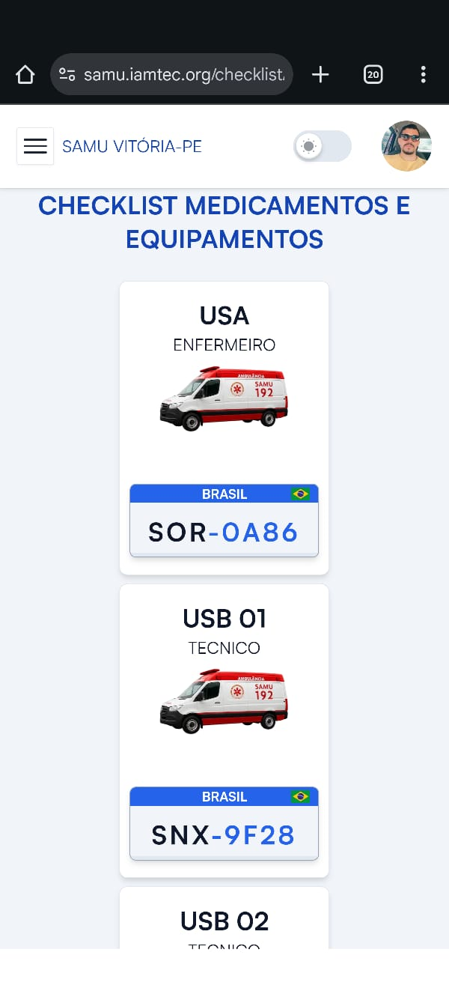 samu.iamtec.org/checklist.
20
SAMU VITÓRIA-PE
CHECKLIST MEDICAMENTOS E
EQUIPAMENTOS
USA
ENFERMEIRO
AMBULÂNCIA
SAMU
192
BRASIL
SOR-0A86
USB 01
TECNICO
AMBULÂNCIA
SAMU
192
BRASIL
SNX-9F28
USB 02
TECNICO